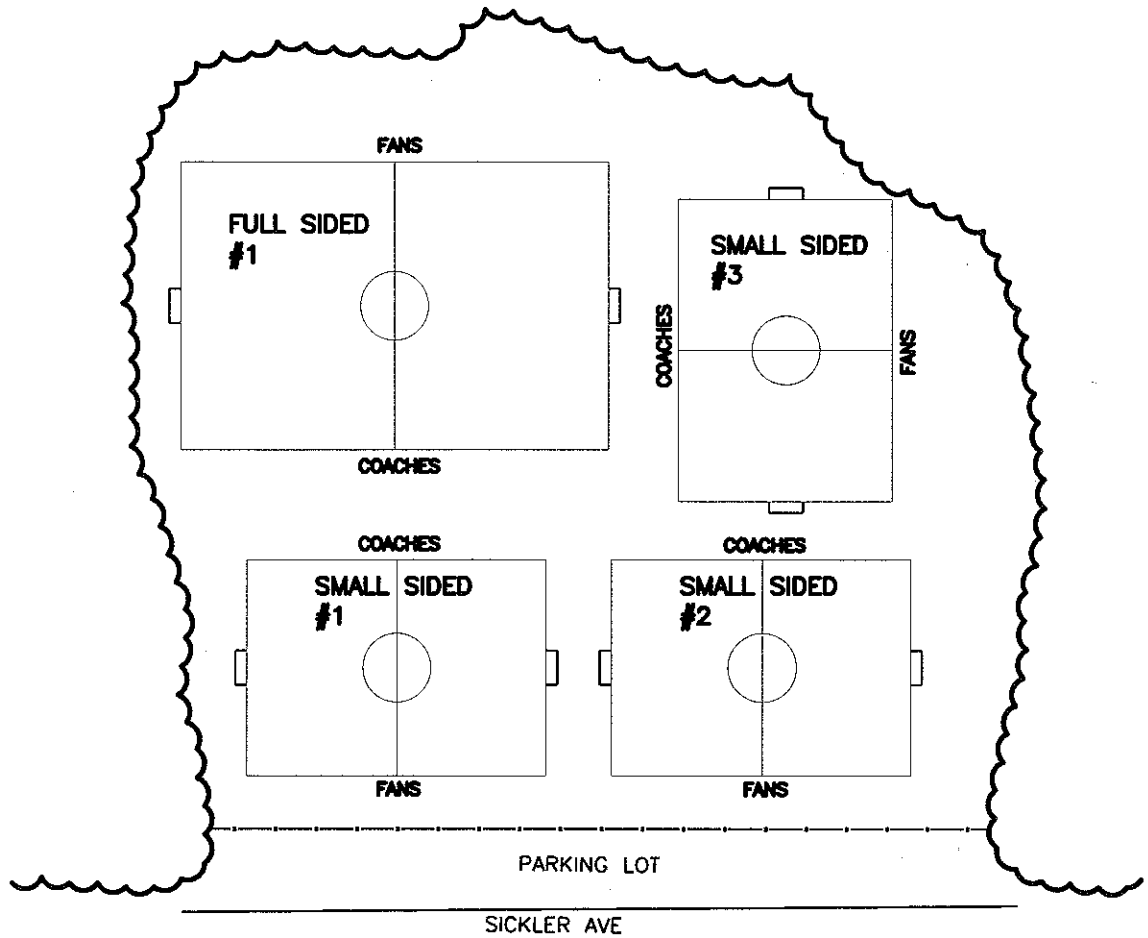 FANS
FULL SIDED
#1
COACHES
SMALL SIDED
#3
COACHES
FANS
COACHES
SMALL SIDED
#1
FANS
COACHES
SMALL SIDED
#2
FANS
PARKING LOT
SICKLER AVE